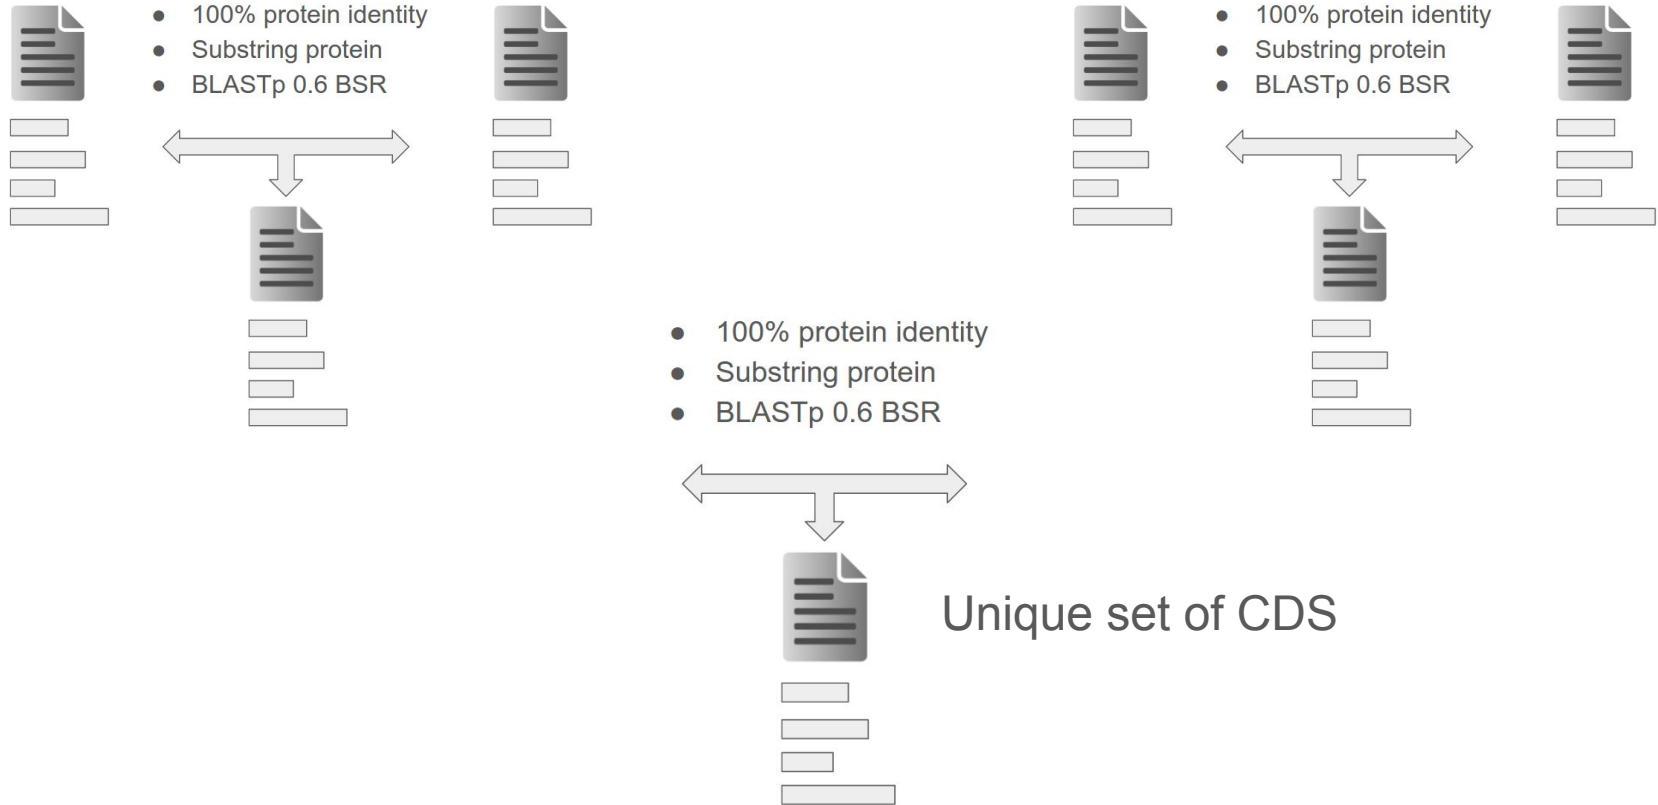 ● 100% protein identity
● Substring protein
● BLASTp 0.6 BSR
● 100% protein identity
● Substring protein
● BLASTp 0.6 BSR
● 100% protein identity
● Substring protein
● BLASTp 0.6 BSR
Unique set of CDS